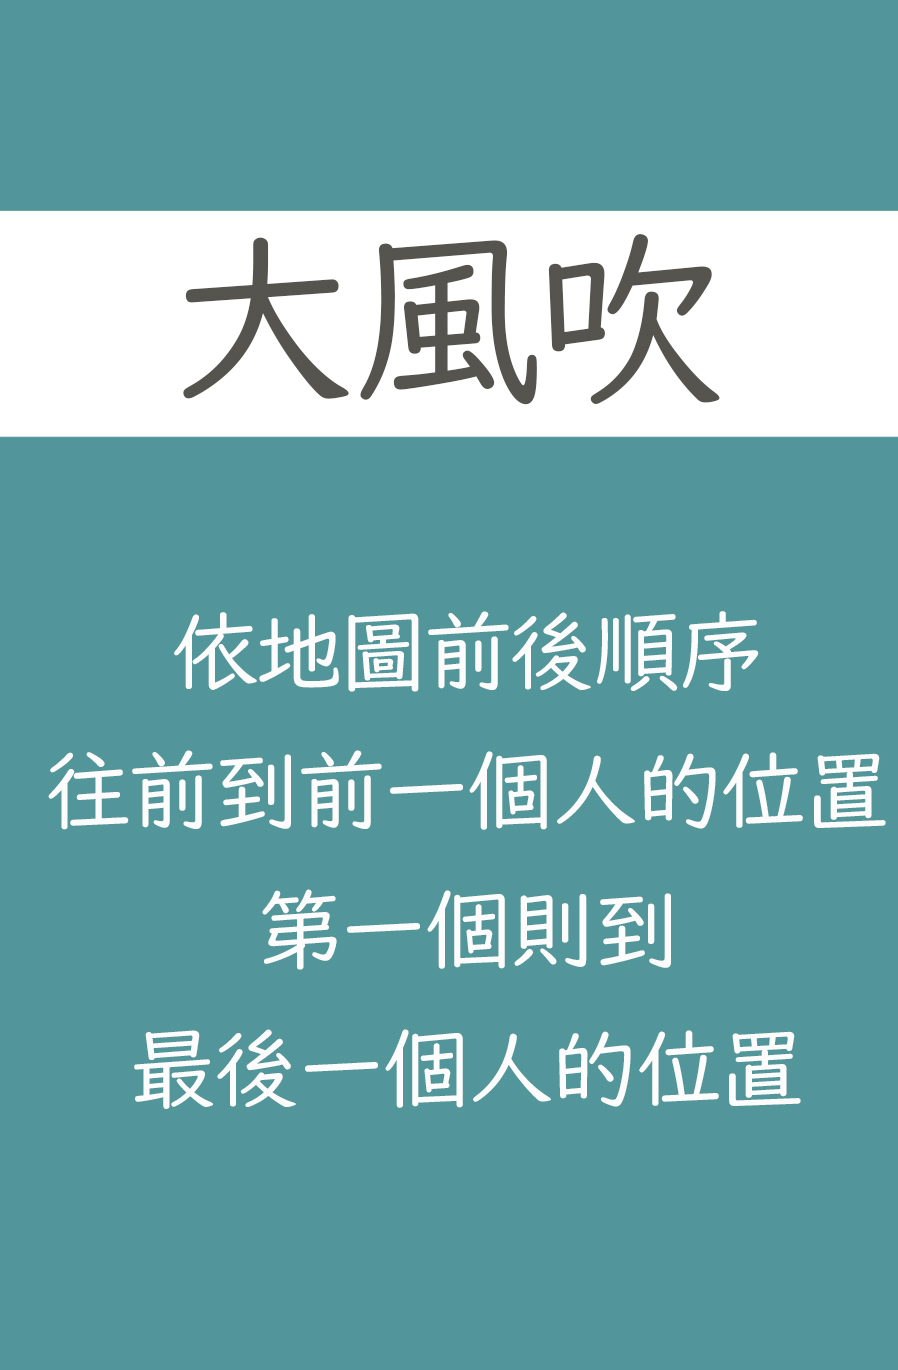 大風吹
依地圖前後順序
往前到前一個人的位置
第一個則到
最後一個人的位置